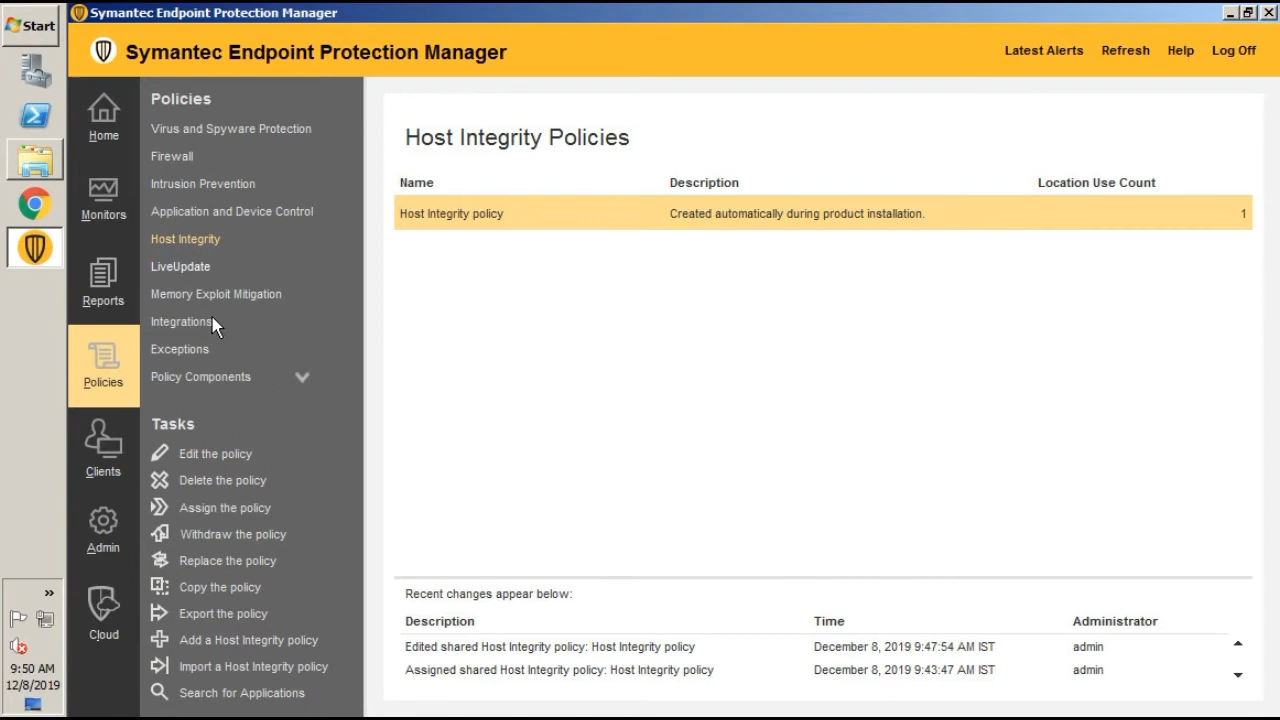 Symantec Endpoint Protection Manager
Start
Symantec Endpoint Protection Manager
Latest Alerts Refresh Help Log Off
Home
Monitors
Reports
Policies
Clients
Admin
Cloud
Policies
Virus and Spyware Protection
Firewall
Intrusion Prevention
Application and Device Control
Host Integrity
LiveUpdate
Memory Exploit Mitigation
Integrations
Exceptions
Policy Components
Tasks
Edit the policy
Delete the policy
Assign the policy
Withdraw the policy
Replace the policy
Copy the policy
Export the policy
Add a Host Integrity policy
Import a Host Integrity policy
Search for Applications
Host Integrity Policies
Name Description Location Use Count
Host Integrity policy Created automatically during product installation. 1
Recent changes appear below:
Description Time Administrator
Edited shared Host Integrity policy: Host Integrity policy December 8, 2019 9:47:54 AM IST admin
Assigned shared Host Integrity policy: Host Integrity policy December 8, 2019 9:43:47 AM IST admin
9:50 AM
12/8/2019